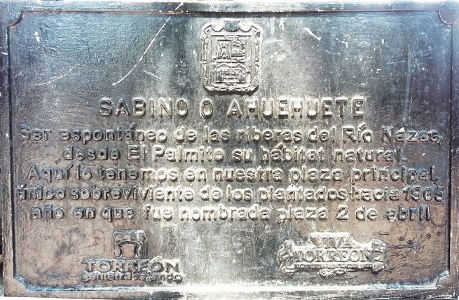 SABINO O AHUEHUETE
Ser espontáneo de las riberas del Río Názas,
desde El Palmito su hábitat natural.
Aquí lo tenemos en nuestra plaza principal,
único sobreviviente de los plantados hacia 1905
año en que fue nombrada plaza 2 de abril
TORREÓN
VIVA
TORREÓN